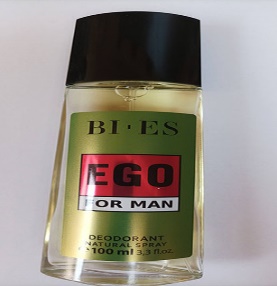 BI·ES
EGO
FOR MAN
DEODORANT
NATURAL SPRAY
e 100 ml 3,3 fl.oz.